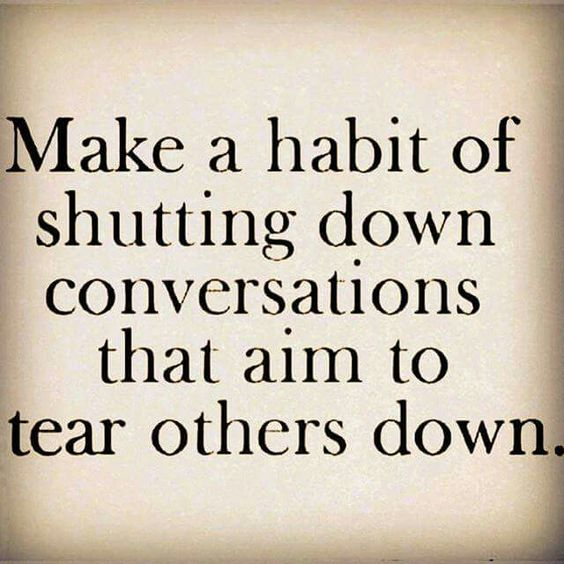 Make a habit of
shutting down
conversations
that aim to
tear others down.